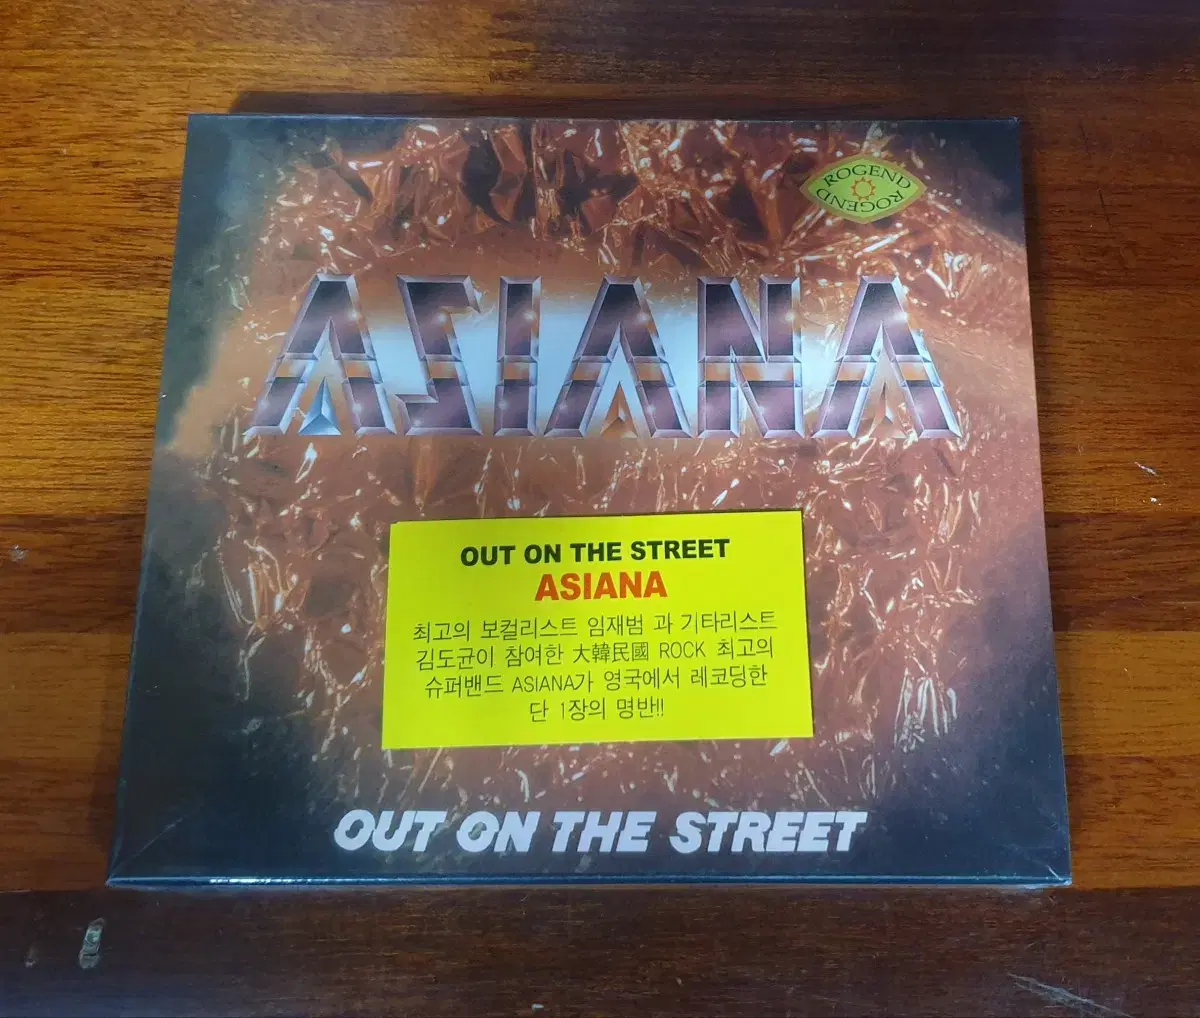 ROGEND
ROGEND
ASIANA
OUT ON THE STREET
ASIANA
최고의 보컬리스트 임재범 과 기타리스트
김도균이 참여한 大韓民國 ROCK 최고의
슈퍼밴드 ASIANA가 영국에서 레코딩한
단 1장의 명반!!
OUT ON THE STREET